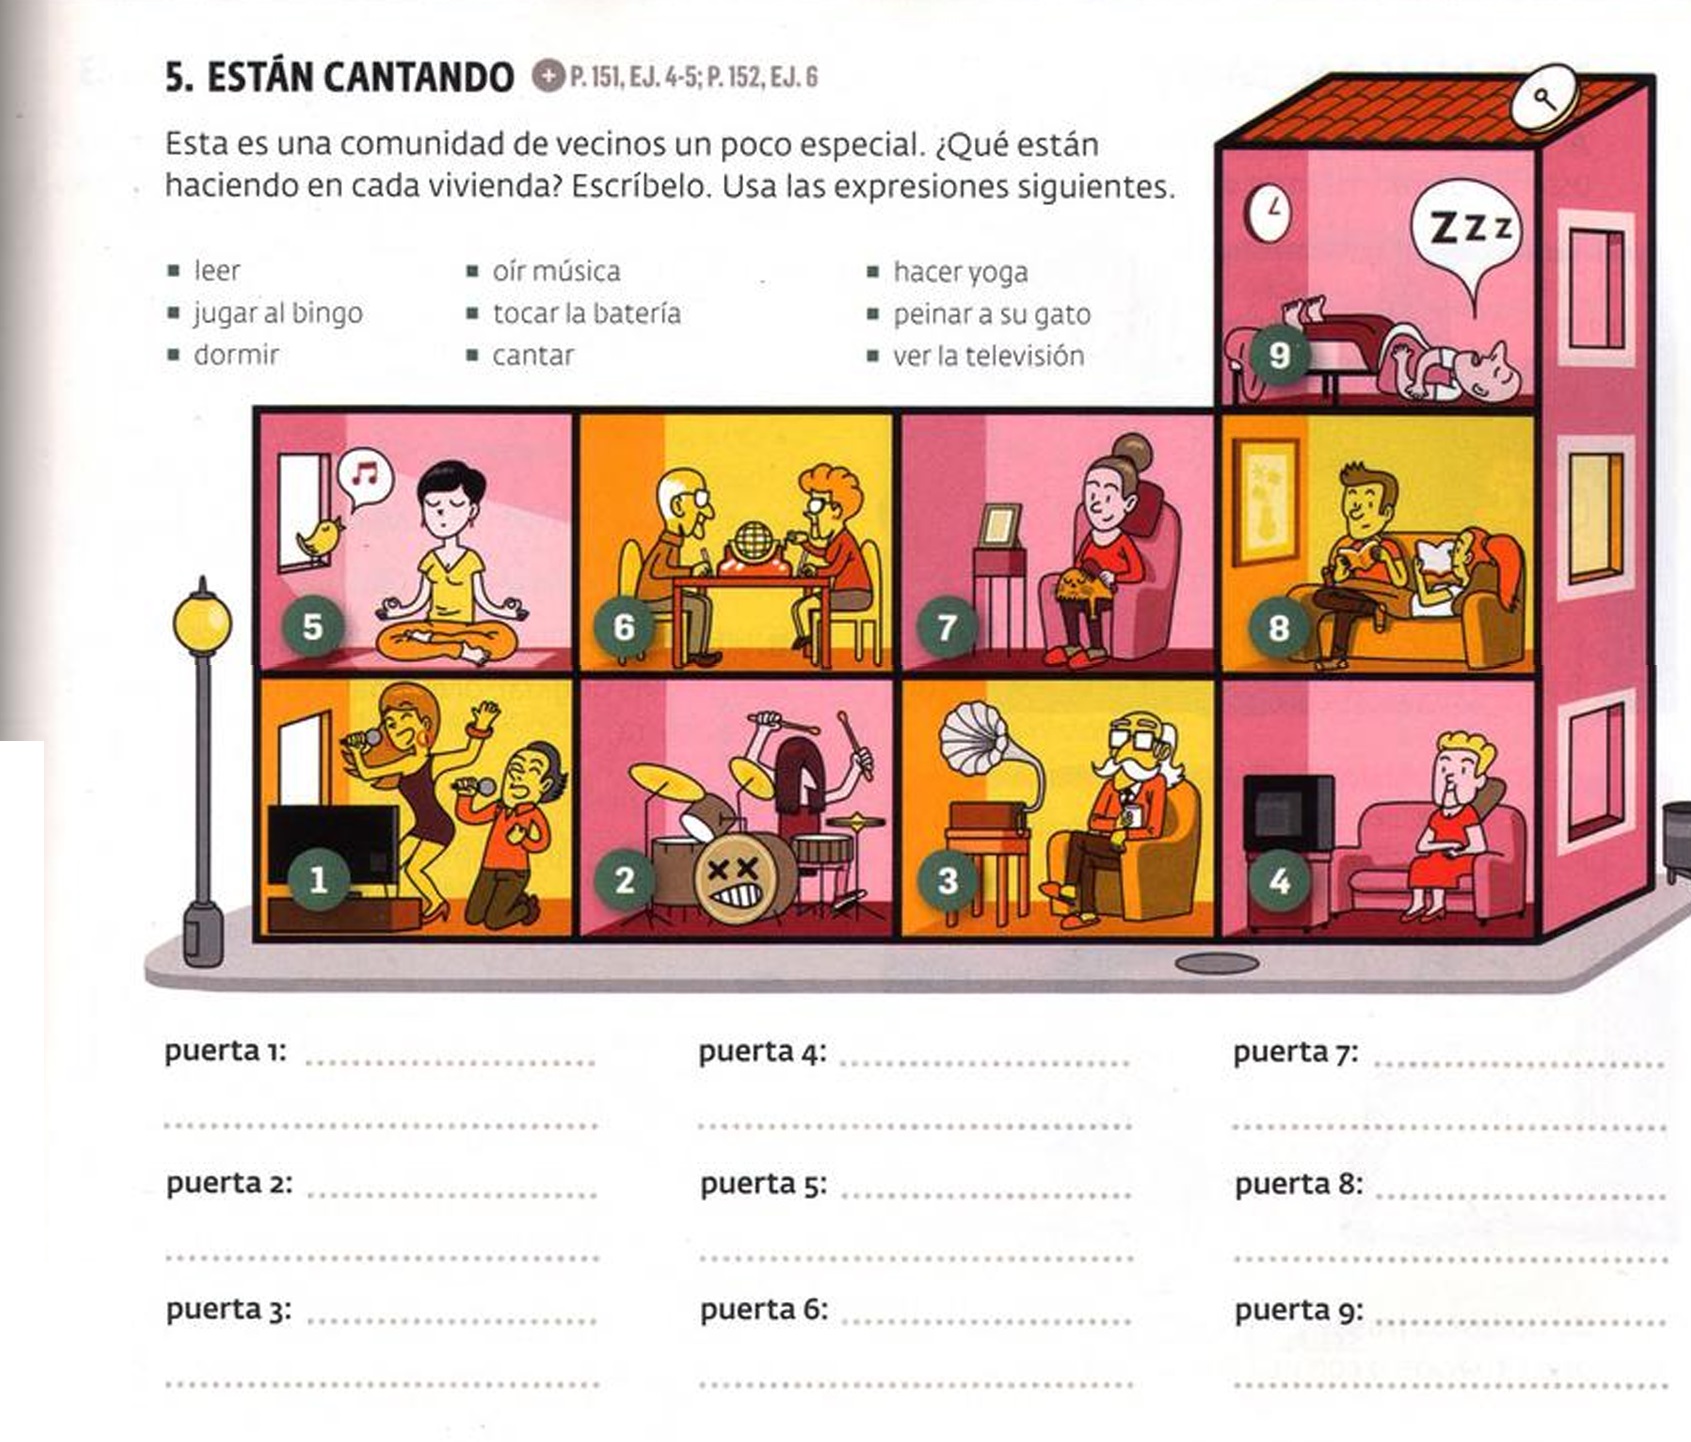 5. ESTÁN CANTANDO + P. 151, EJ. 4-5; P. 152, EJ. 6
Esta es una comunidad de vecinos un poco especial. ¿Qué están
haciendo en cada vivienda? Escríbelo. Usa las expresiones siguientes.
▪ leer
▪ jugar al bingo
▪ dormir
▪ oír música
▪ tocar la batería
▪ cantar
▪ hacer yoga
▪ peinar a su gato
▪ ver la televisión
ZZZ
9
5
6
7
8
1
2
3
4
puerta 1:
puerta 2:
puerta 3:
puerta 4:
puerta 5:
puerta 6:
puerta 7:
puerta 8:
puerta 9: